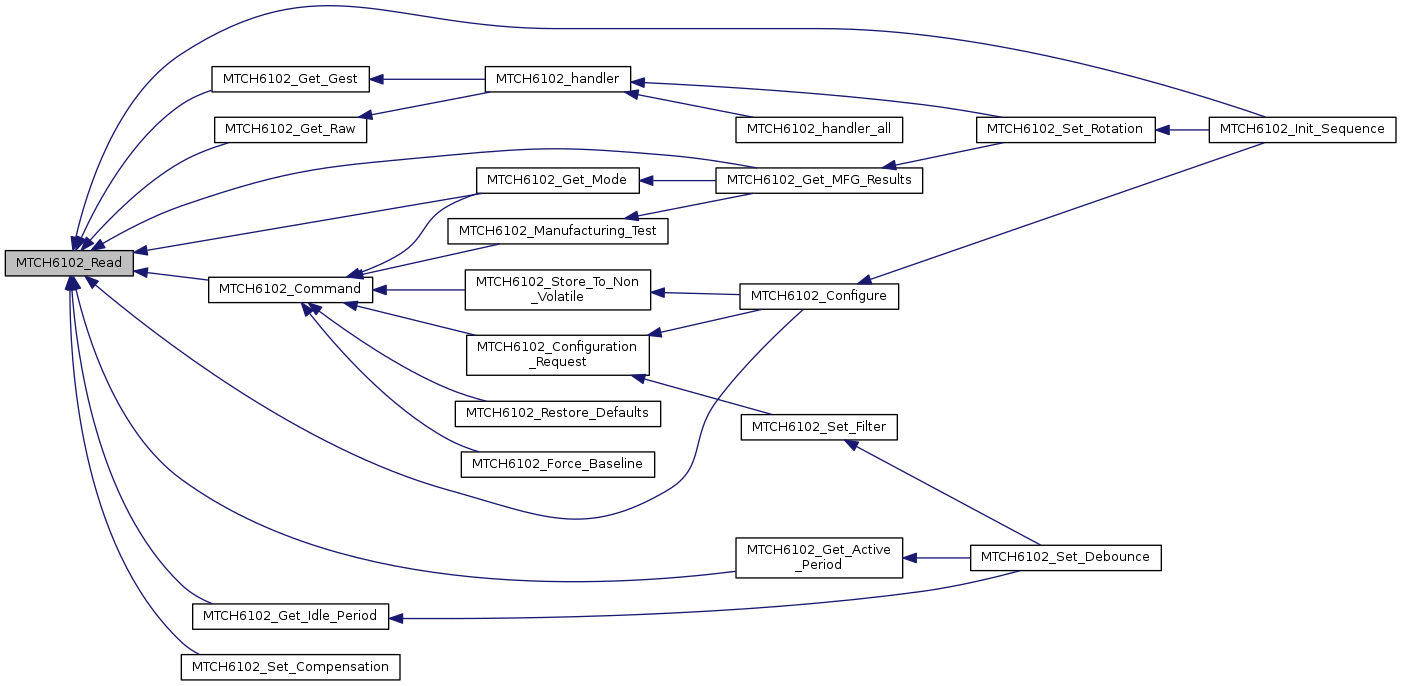 MTCH6102_Get_Gest
MTCH6102_handler
MTCH6102_Get_Raw
MTCH6102_handler_all
MTCH6102_Set_Rotation
MTCH6102_Init_Sequence
MTCH6102_Get_Mode
MTCH6102_Get_MFG_Results
MTCH6102_Manufacturing_Test
MTCH6102_Read
MTCH6102_Command
MTCH6102_Store_To_Non
_Volatile
MTCH6102_Configure
MTCH6102_Configuration
_Request
MTCH6102_Restore_Defaults
MTCH6102_Set_Filter
MTCH6102_Force_Baseline
MTCH6102_Get_Active
_Period
MTCH6102_Set_Debounce
MTCH6102_Get_Idle_Period
MTCH6102_Set_Compensation